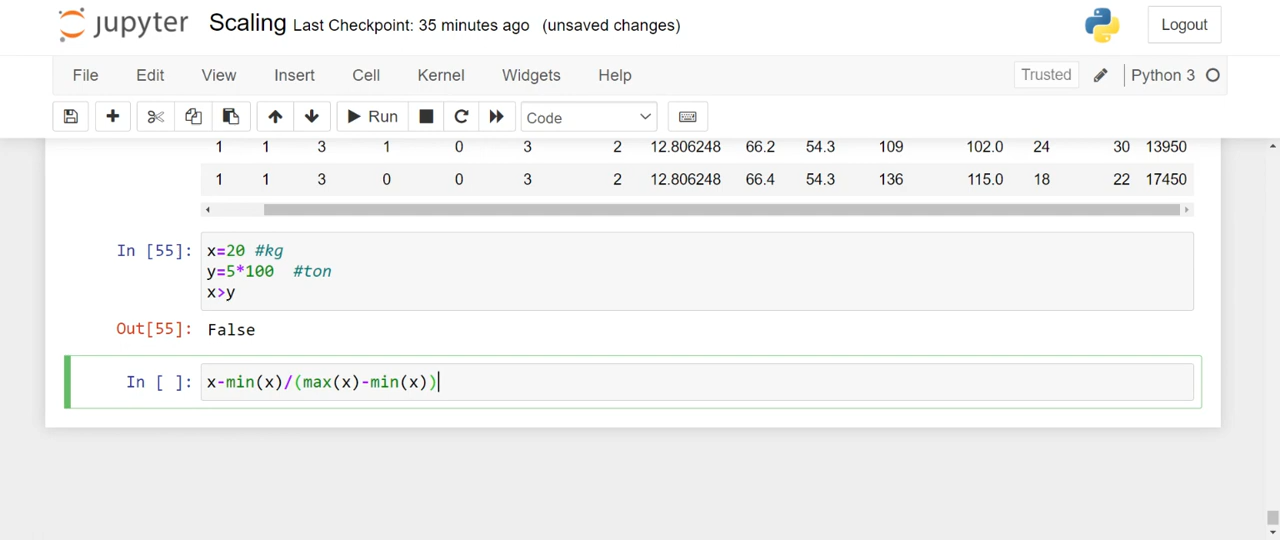 jupyter Scaling Last Checkpoint: 35 minutes ago (unsaved changes) Logout
File Edit View Insert Cell Kernel Widgets Help Trusted Python 3
Run Code
1 1 3 1 0 3 2 12.806248 66.2 54.3 109 102.0 24 30 13950
1 1 3 0 0 3 2 12.806248 66.4 54.3 136 115.0 18 22 17450
In [55]: x=20 #kg
y=5*100 #ton
x>y
Out[55]: False
In [ ]: x-min(x)/(max(x)-min(x))